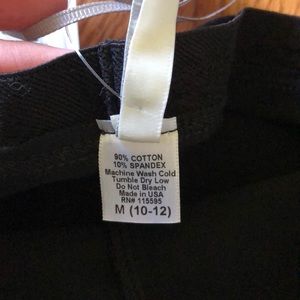 90% COTTON
10% SPANDEX
Machine Wash Cold
Tumble Dry Low
Do Not Bleach
Made in USA
RN# 115595
M (10-12)